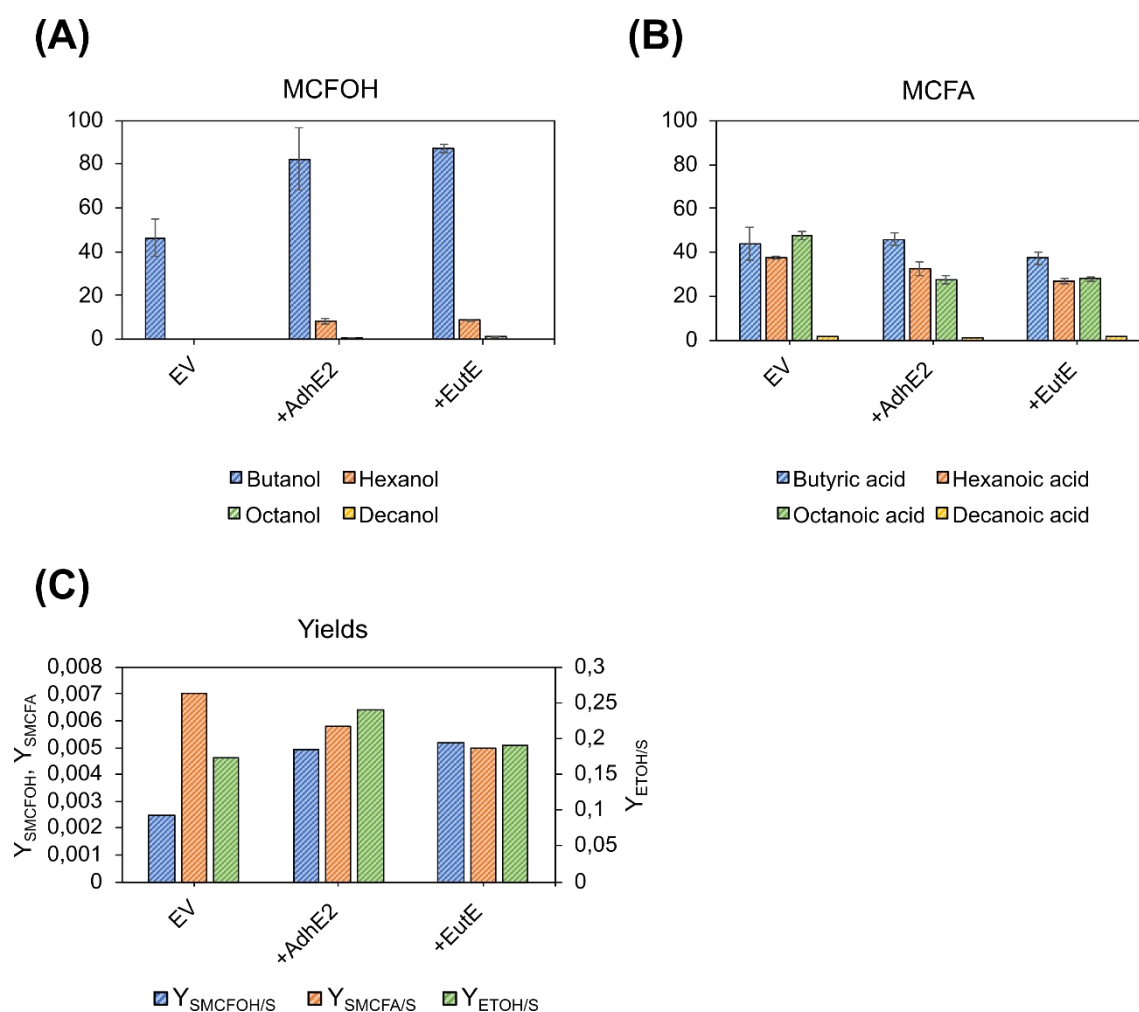 (A)
MCFOH
100
80
60
40
20
0
EV
+AdhE2
+EutE
Butanol
Hexanol
Octanol
Decanol
(B)
MCFA
100
80
60
40
20
0
EV
+AdhE2
+EutE
Butyric acid
Hexanoic acid
Octanoic acid
Decanoic acid
(C)
Yields
YSMCFOH, YSMCFA
0,008
0,007
0,006
0,005
0,004
0,003
0,002
0,001
0
0,3
0,25
0,2
0,15
0,1
0,05
0
YETOH/S
EV
+AdhE2
+EutE
YSMCFOH/S
YSMCFA/S
YETOH/S